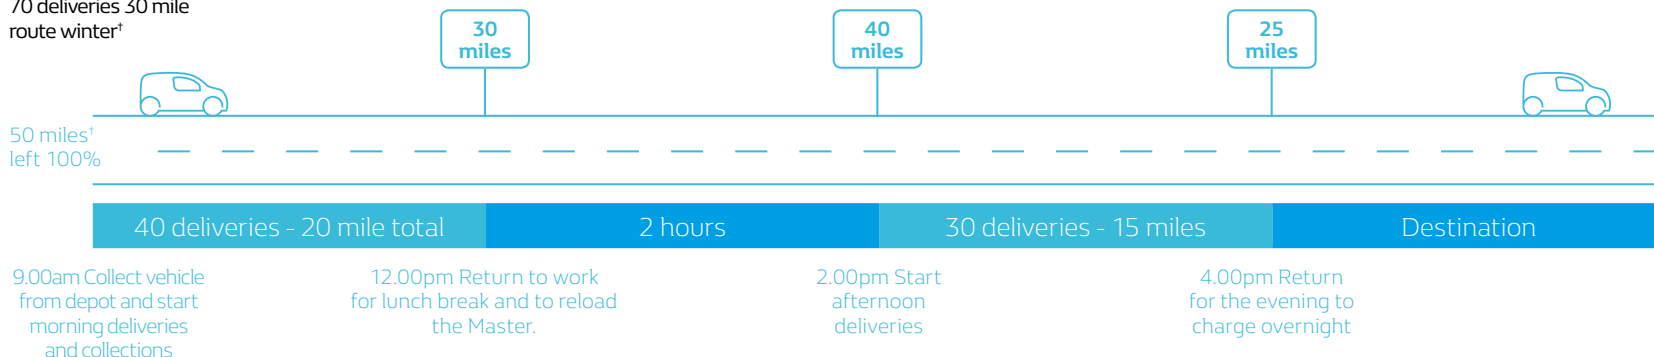 70 deliveries 30 mile
route winter†
30
miles
40
miles
25
miles
50 miles†
left 100%
40 deliveries - 20 mile total
2 hours
30 deliveries - 15 miles
Destination
9.00am Collect vehicle
from depot and start
morning deliveries
and collections
12.00pm Return to work
for lunch break and to reload
the Master.
2.00pm Start
afternoon
deliveries
4.00pm Return
for the evening to
charge overnight